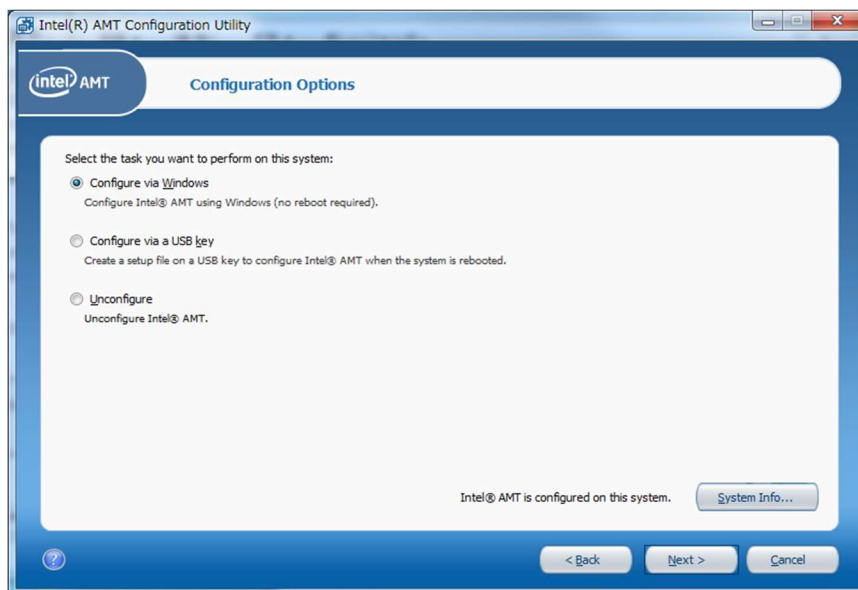 Intel(R) AMT Configuration Utility
intel AMT
Configuration Options
Select the task you want to perform on this system:
Configure via Windows
Configure Intel® AMT using Windows (no reboot required).
Configure via a USB key
Create a setup file on a USB key to configure Intel® AMT when the system is rebooted.
Unconfigure
Unconfigure Intel® AMT.
Intel® AMT is configured on this system.
System Info...
?
< Back
Next >
Cancel